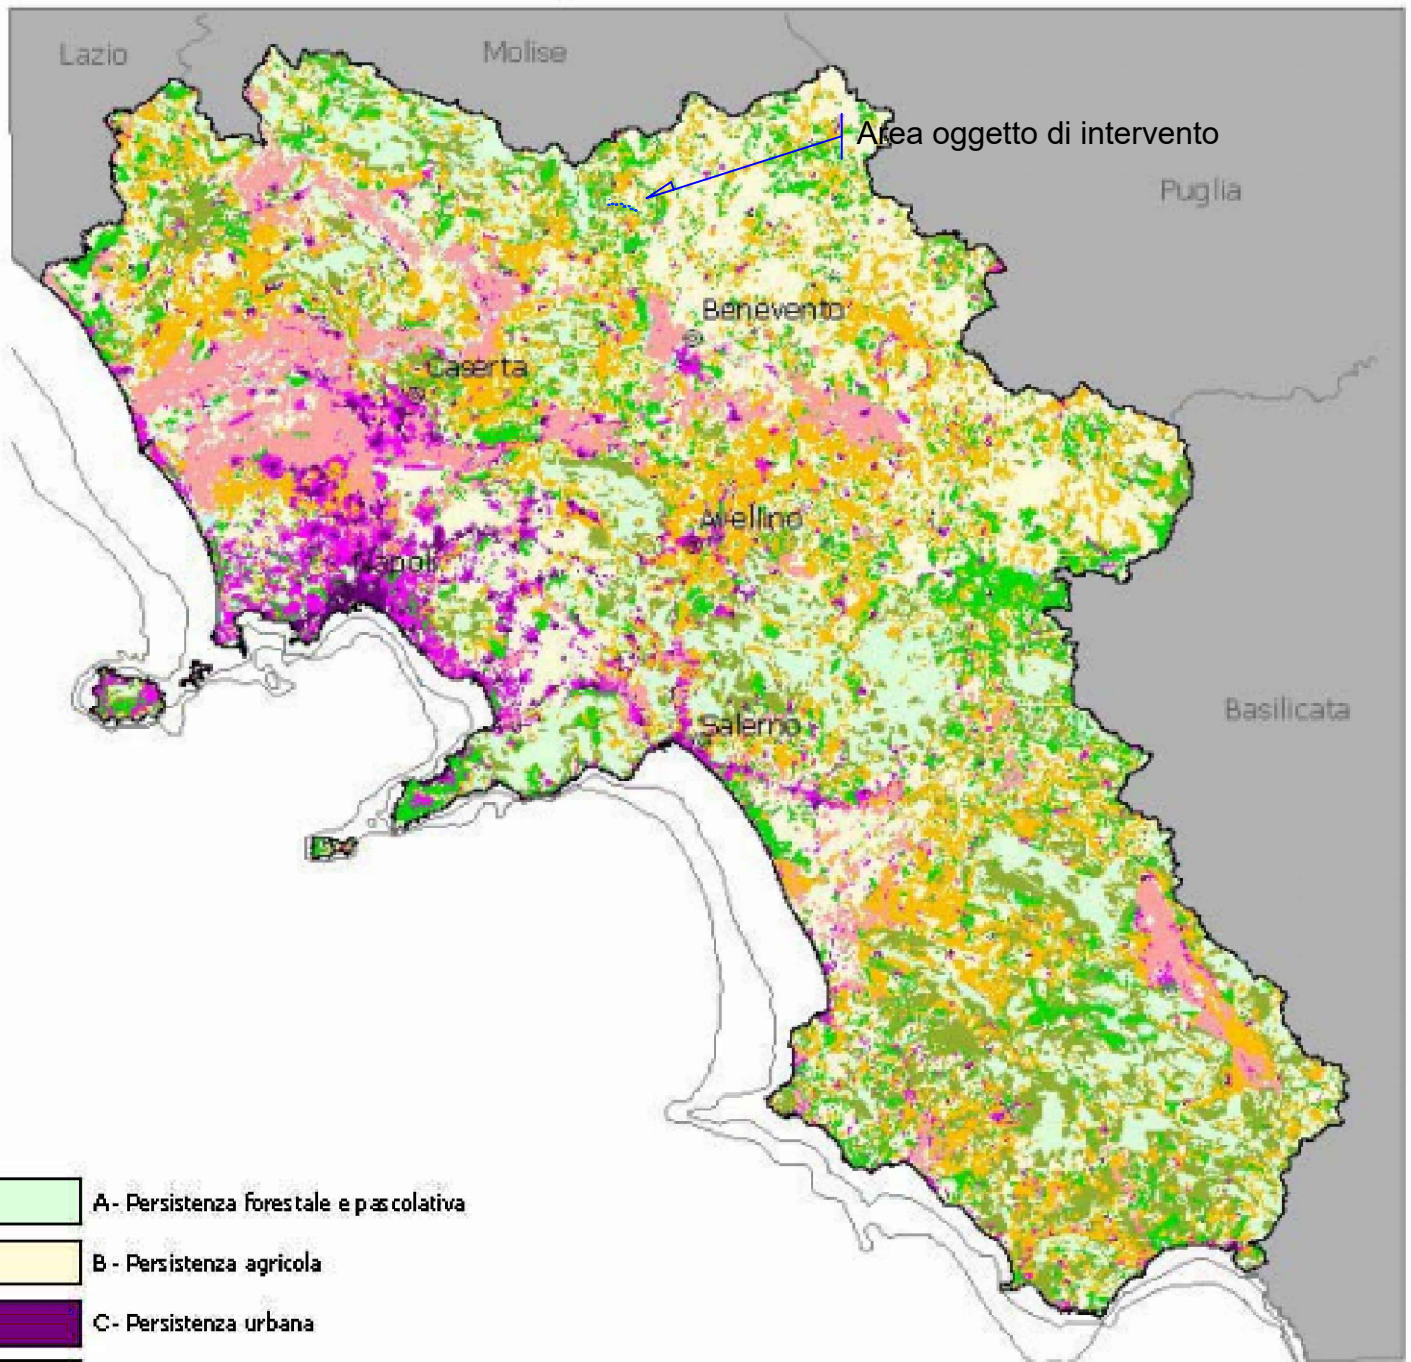 Lazio
Molise
Area oggetto di intervento
Puglia
Benevento
Caserta
Avellino
Napoli
Salerno
Basilicata
A - Persistenza forestale e pascolativa
B - Persistenza agricola
C - Persistenza urbana